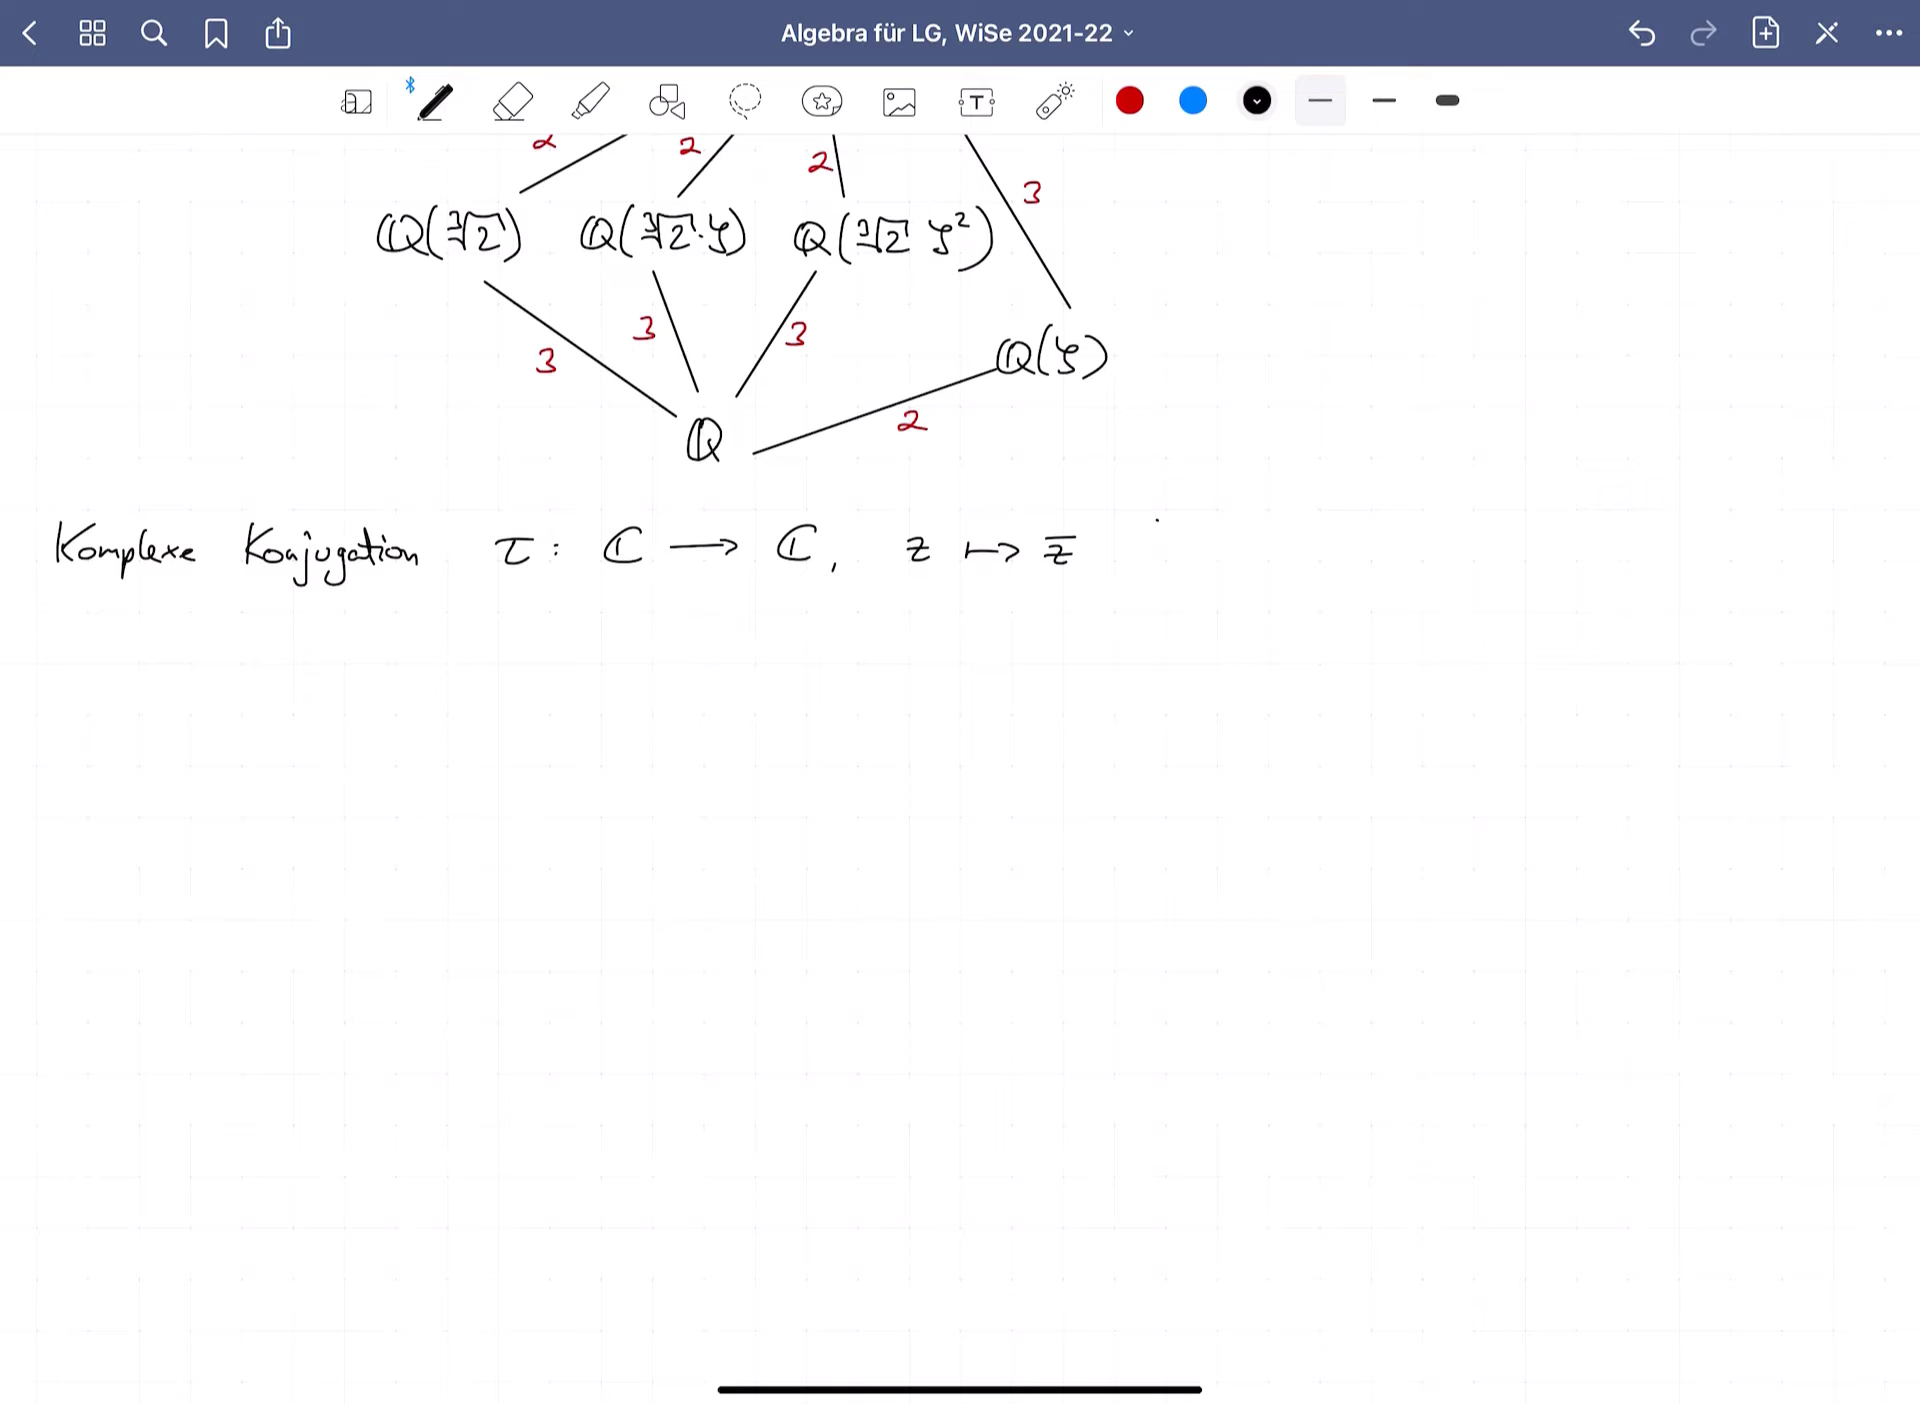 Algebra für LG, WiSe 2021-22
T
2 2 2 3
ℚ(∛2) ℚ(∛2·ζ) ℚ(∛2 ζ²)
3 3 3 ℚ(ζ)
ℚ 2
Komplexe Konjugation τ: ℂ ⟶ ℂ, z ↦ z̅